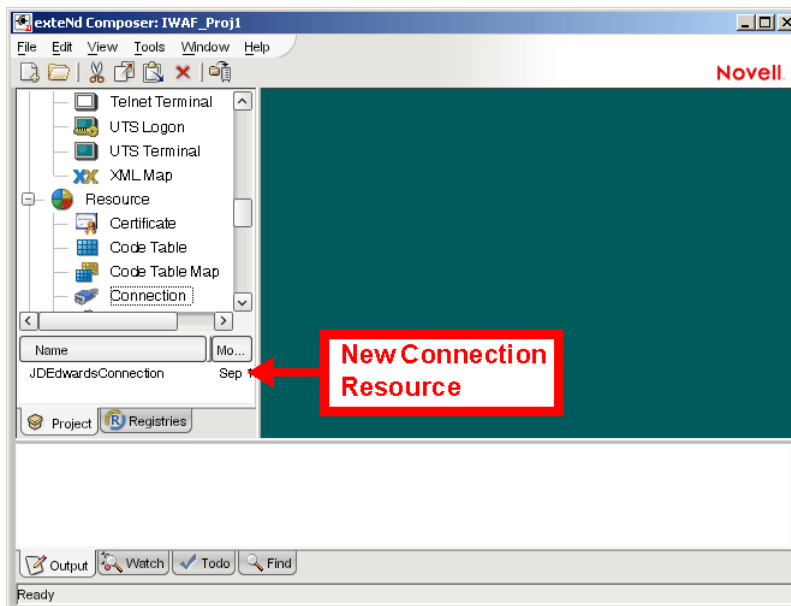 exteNd Composer: IWAF_Proj1
File Edit View Tools Window Help
Novell
Telnet Terminal
UTS Logon
UTS Terminal
XML Map
Resource
Certificate
Code Table
Code Table Map
Connection
Name Mo...
JDEdwardsConnection Sep
New Connection
Resource
Project Registries
Output Watch Todo Find
Ready